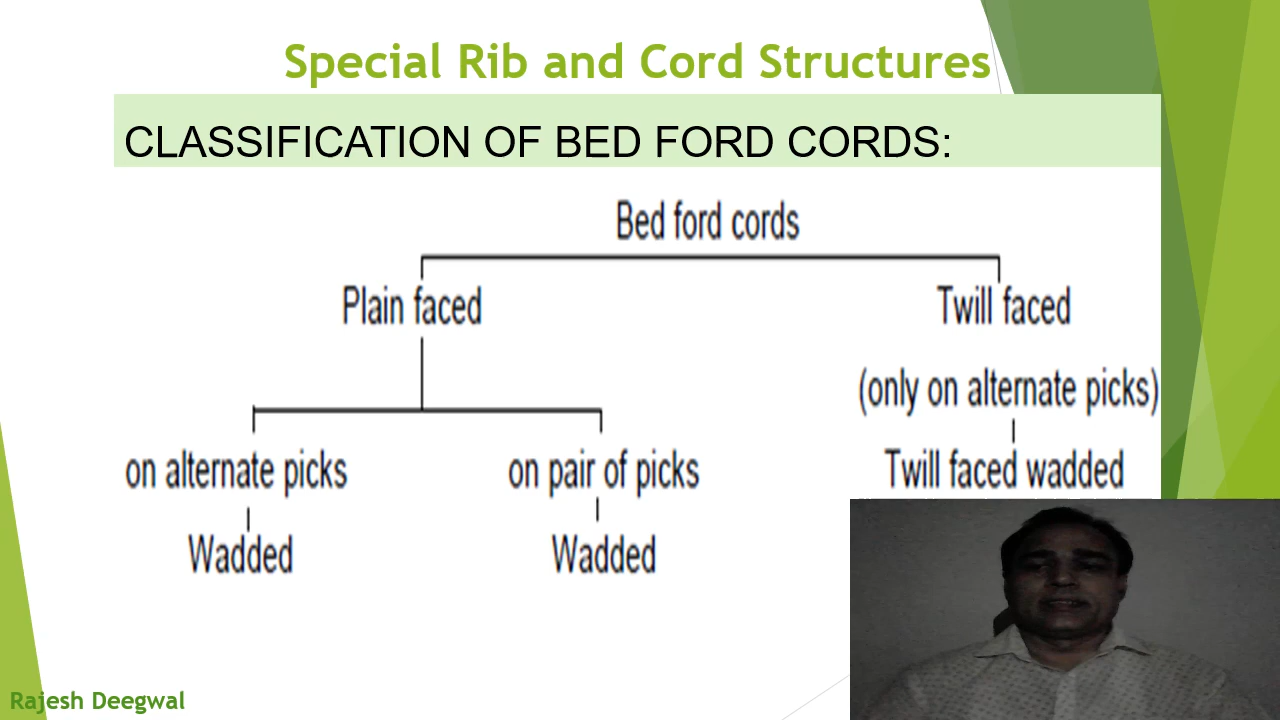 Special Rib and Cord Structures
CLASSIFICATION OF BED FORD CORDS:
Bed ford cords
Plain faced
Twill faced
(only on alternate picks)
on alternate picks
on pair of picks
Twill faced wadded
Wadded
Wadded
Rajesh Deegwal